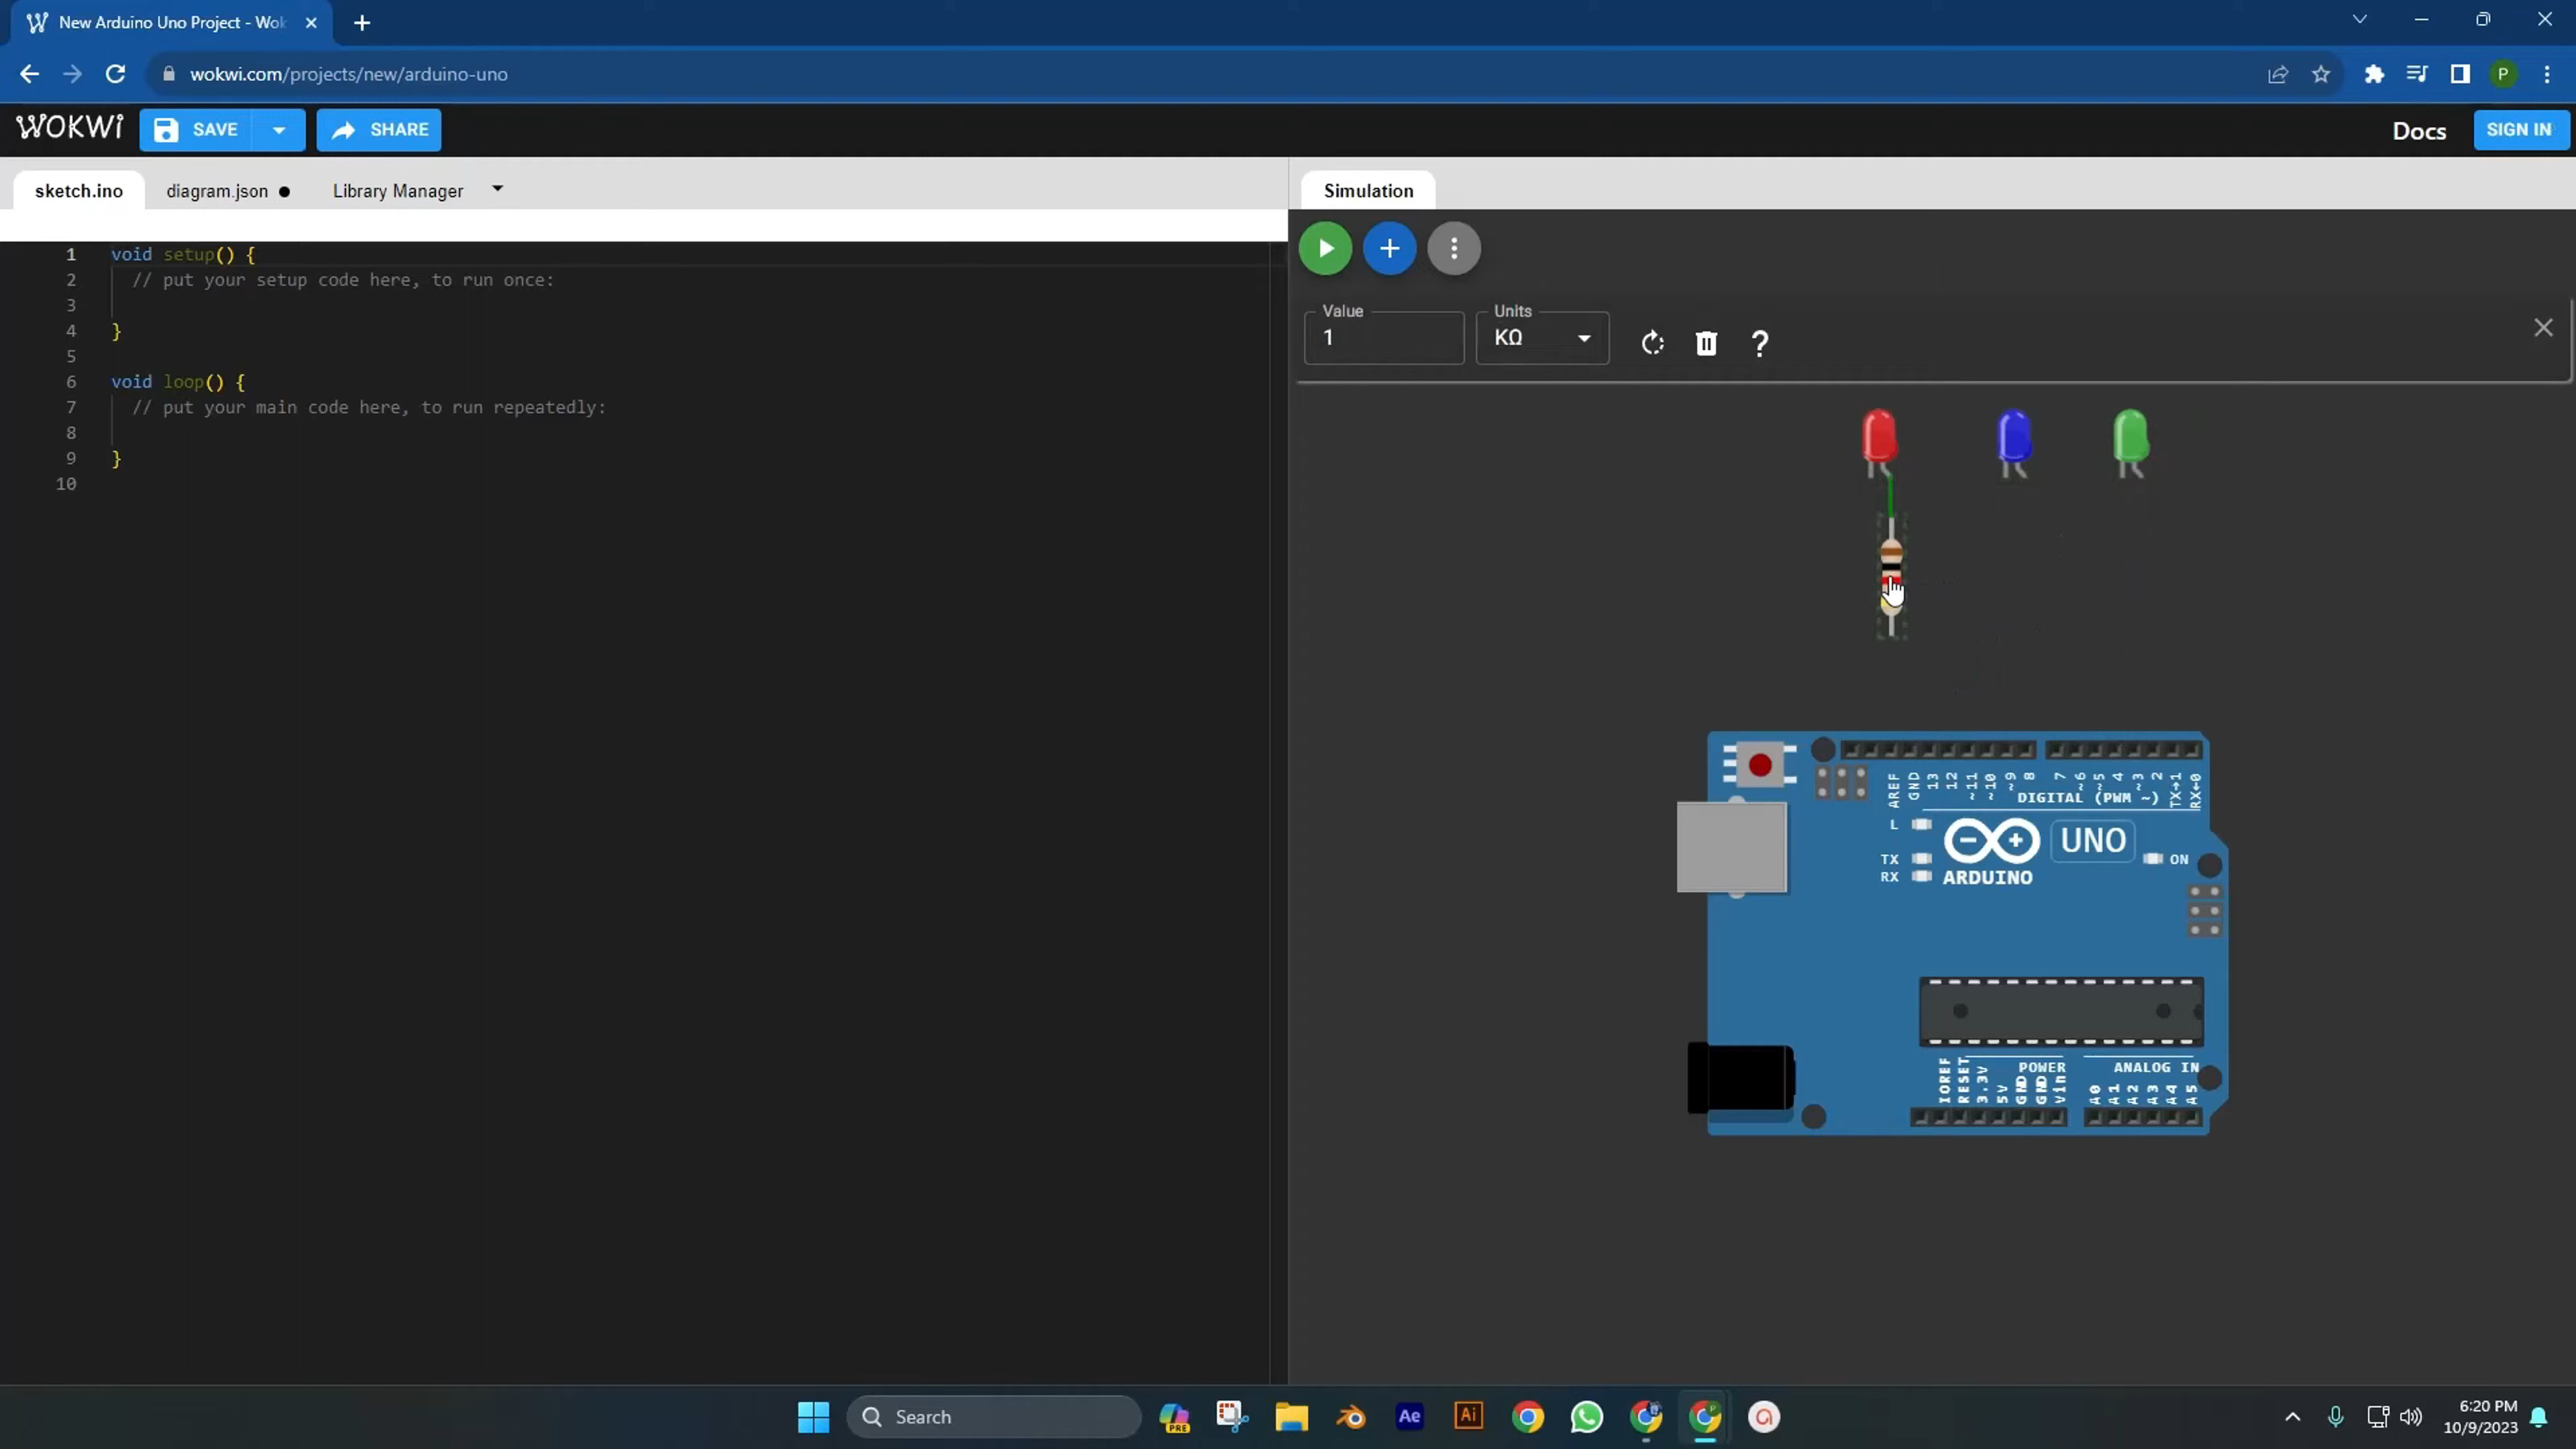 New Arduino Uno Project - Wok
wokwi.com/projects/new/arduino-uno
P
WOKWi
SAVE
SHARE
Docs
SIGN IN
sketch.ino
diagram.json
Library Manager
Simulation
1 void setup() {
2 // put your setup code here, to run once:
3
4 }
5
6 void loop() {
7 // put your main code here, to run repeatedly:
8
9 }
10
Value
1
Units
KΩ
?
AREF GND 13 12 ~11 ~10 ~9 8 7 ~6 ~5 4 ~3 2 TX→1 RX←0
DIGITAL (PWM ~)
L
TX
RX
UNO
ON
ARDUINO
POWER
ANALOG IN
IOREF RESET 3.3V 5V GND GND Vin A0 A1 A2 A3 A4 A5
Search
PRE
Ae
Ai
P
6:20 PM
10/9/2023